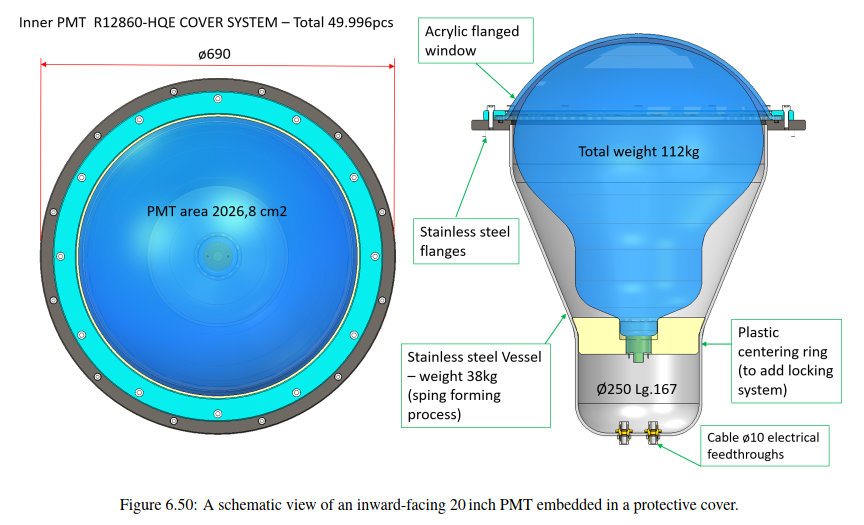 Inner PMT R12860-HQE COVER SYSTEM – Total 49.996pcs
ø690
PMT area 2026,8 cm2
Acrylic flanged
window
Total weight 112kg
Stainless steel
flanges
Stainless steel Vessel
– weight 38kg
(sping forming
process)
Plastic
centering ring
(to add locking
system)
Ø250 Lg.167
Cable ø10 electrical
feedthroughs
Figure 6.50: A schematic view of an inward-facing 20 inch PMT embedded in a protective cover.